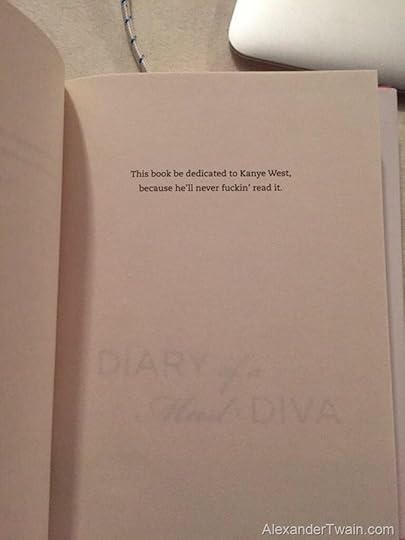 This book be dedicated to Kanye West,
because he'll never fuckin' read it.
DIARY of a
Mad DIVA
AlexanderTwain.com